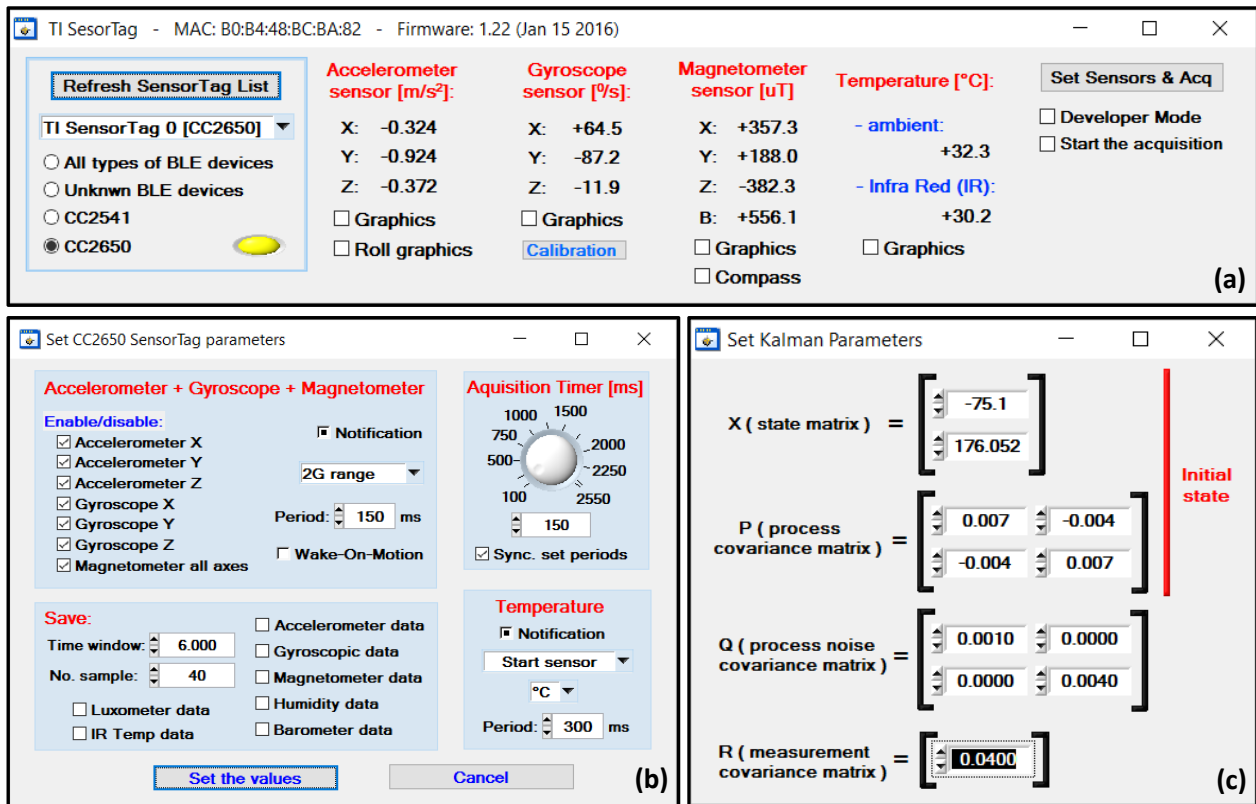 TI SesorTag - MAC: B0:B4:48:BC:BA:82 - Firmware: 1.22 (Jan 15 2016)
Refresh SensorTag List
TI SensorTag 0 [CC2650]
All types of BLE devices
Unknwn BLE devices
CC2541
CC2650
Accelerometer
sensor [m/s²]:
X: -0.324
Y: -0.924
Z: -0.372
Graphics
Roll graphics
Gyroscope
sensor [⁰/s]:
X: +64.5
Y: -87.2
Z: -11.9
Graphics
Calibration
Magnetometer
sensor [uT]
X: +357.3
Y: +188.0
Z: -382.3
B: +556.1
Graphics
Compass
Temperature [°C]:
- ambient:
+32.3
- Infra Red (IR):
+30.2
Graphics
Set Sensors & Acq
Developer Mode
Start the acquisition
(a)
Set CC2650 SensorTag parameters
Accelerometer + Gyroscope + Magnetometer
Enable/disable:
Accelerometer X
Accelerometer Y
Accelerometer Z
Gyroscope X
Gyroscope Y
Gyroscope Z
Magnetometer all axes
Notification
2G range
Period: 150 ms
Wake-On-Motion
Aquisition Timer [ms]
1000 1500
750 2000
500 2250
100 2550
150
Sync. set periods
Save:
Time window: 6.000
No. sample: 40
Luxometer data
IR Temp data
Accelerometer data
Gyroscopic data
Magnetometer data
Humidity data
Barometer data
Temperature
Notification
Start sensor
°C
Period: 300 ms
Set the values
Cancel
(b)
Set Kalman Parameters
X ( state matrix ) =
-75.1
176.052
P ( process
covariance matrix ) =
0.007 -0.004
-0.004 0.007
Initial
state
Q ( process noise
covariance matrix ) =
0.0010 0.0000
0.0000 0.0040
R ( measurement
covariance matrix ) =
0.0400
(c)